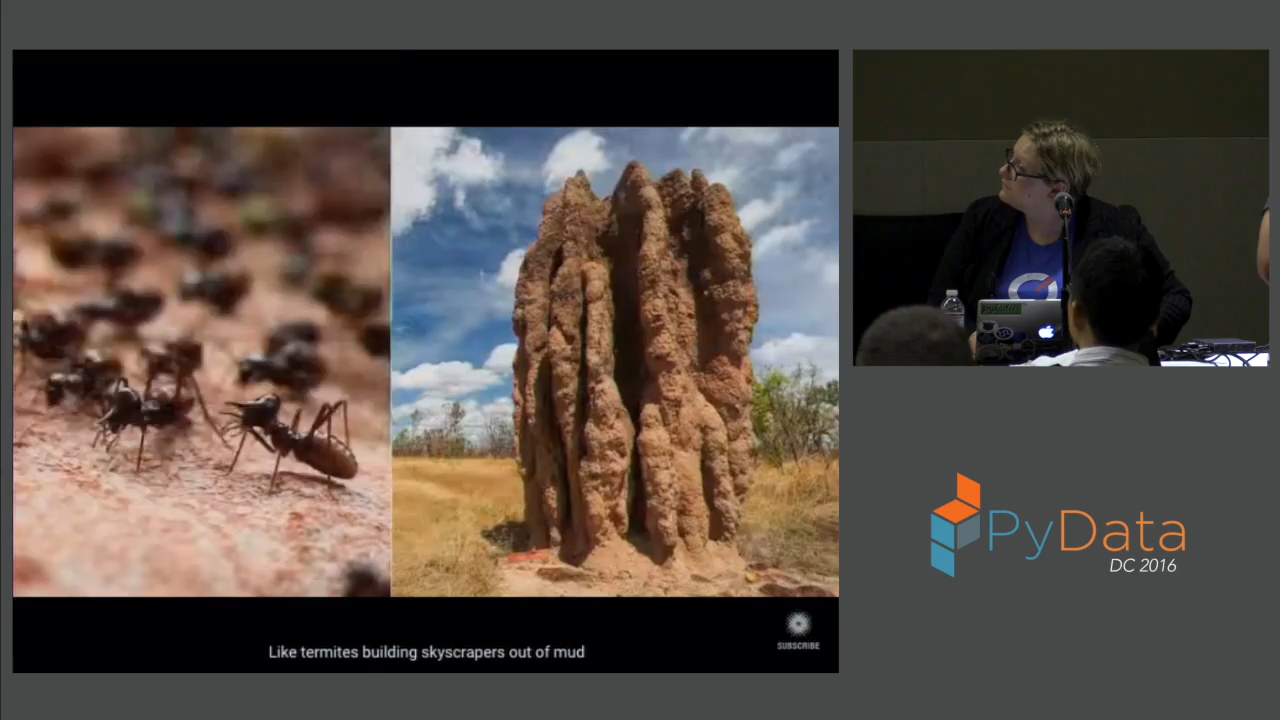 Like termites building skyscrapers out of mud
SUBSCRIBE
PyData
DC 2016